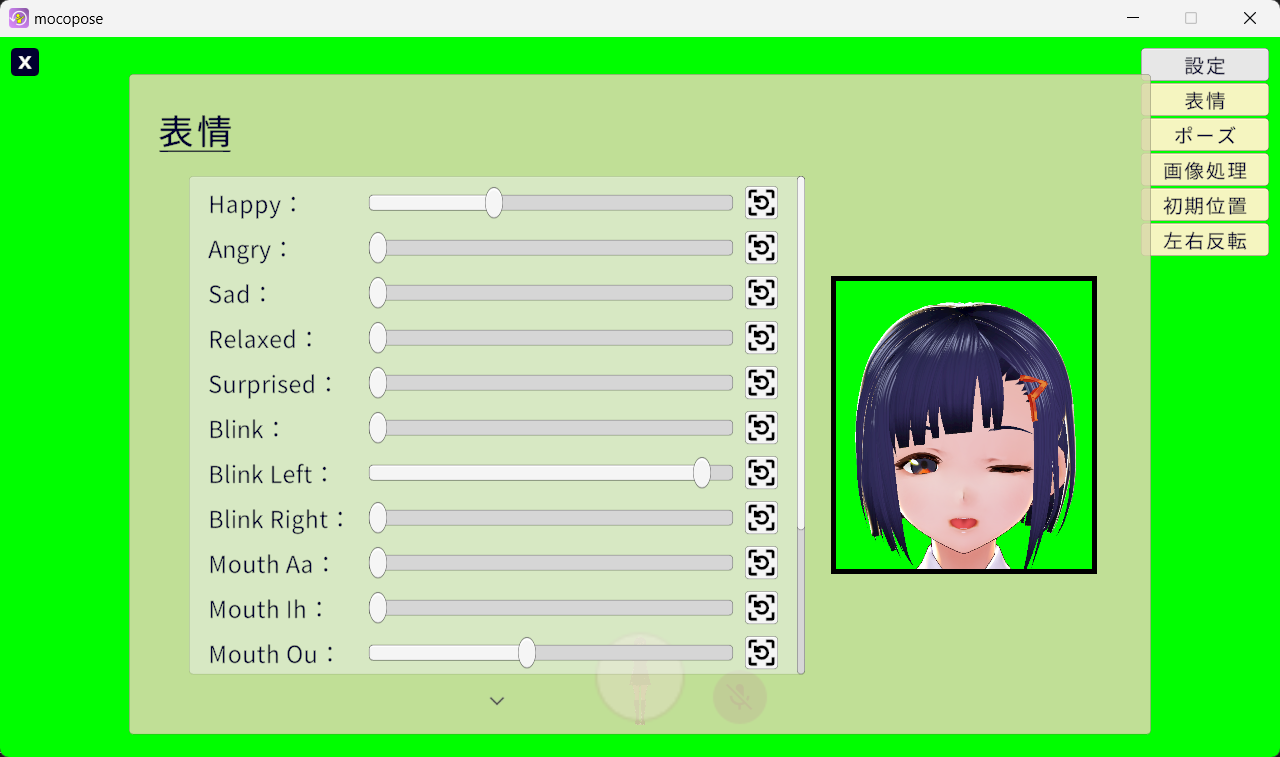 mocopose
X
設定
表情
ポーズ
画像処理
初期位置
左右反転
表情
Happy：
Angry：
Sad：
Relaxed：
Surprised：
Blink：
Blink Left：
Blink Right：
Mouth Aa：
Mouth Ih：
Mouth Ou：